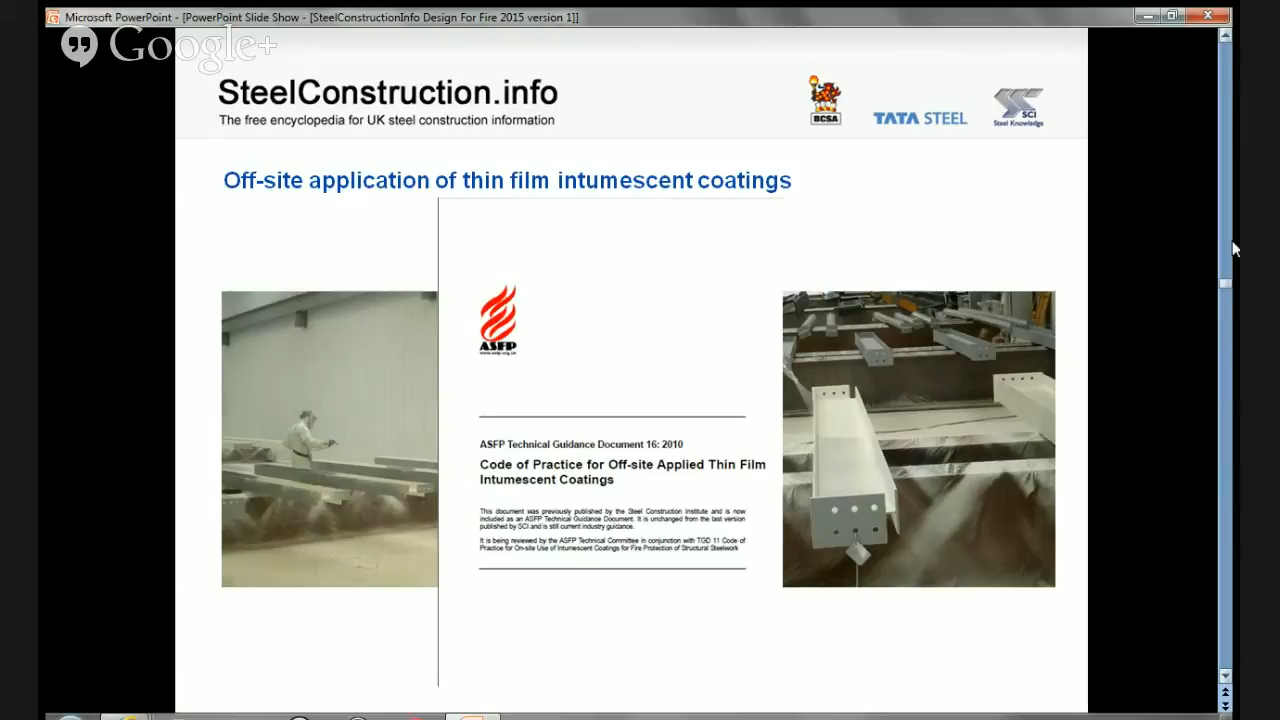 Microsoft PowerPoint - [PowerPoint Slide Show - [SteelConstructionInfo Design For Fire 2015 version 1]]
Google+
SteelConstruction.info
The free encyclopedia for UK steel construction information
BCSA
TATA STEEL
SCI
Steel Knowledge
Off-site application of thin film intumescent coatings
ASFP
www.asfp.org.uk
ASFP Technical Guidance Document 16: 2010
Code of Practice for Off-site Applied Thin Film
Intumescent Coatings
This document was previously published by the Steel Construction Institute and is now
included as an ASFP Technical Guidance Document. It is unchanged from the last version
published by SCI and is still current industry guidance.
It is being reviewed by the ASFP Technical Committee in conjunction with TGD 11 Code of
Practice for On-site Use of Intumescent Coatings for Fire Protection of Structural Steelwork